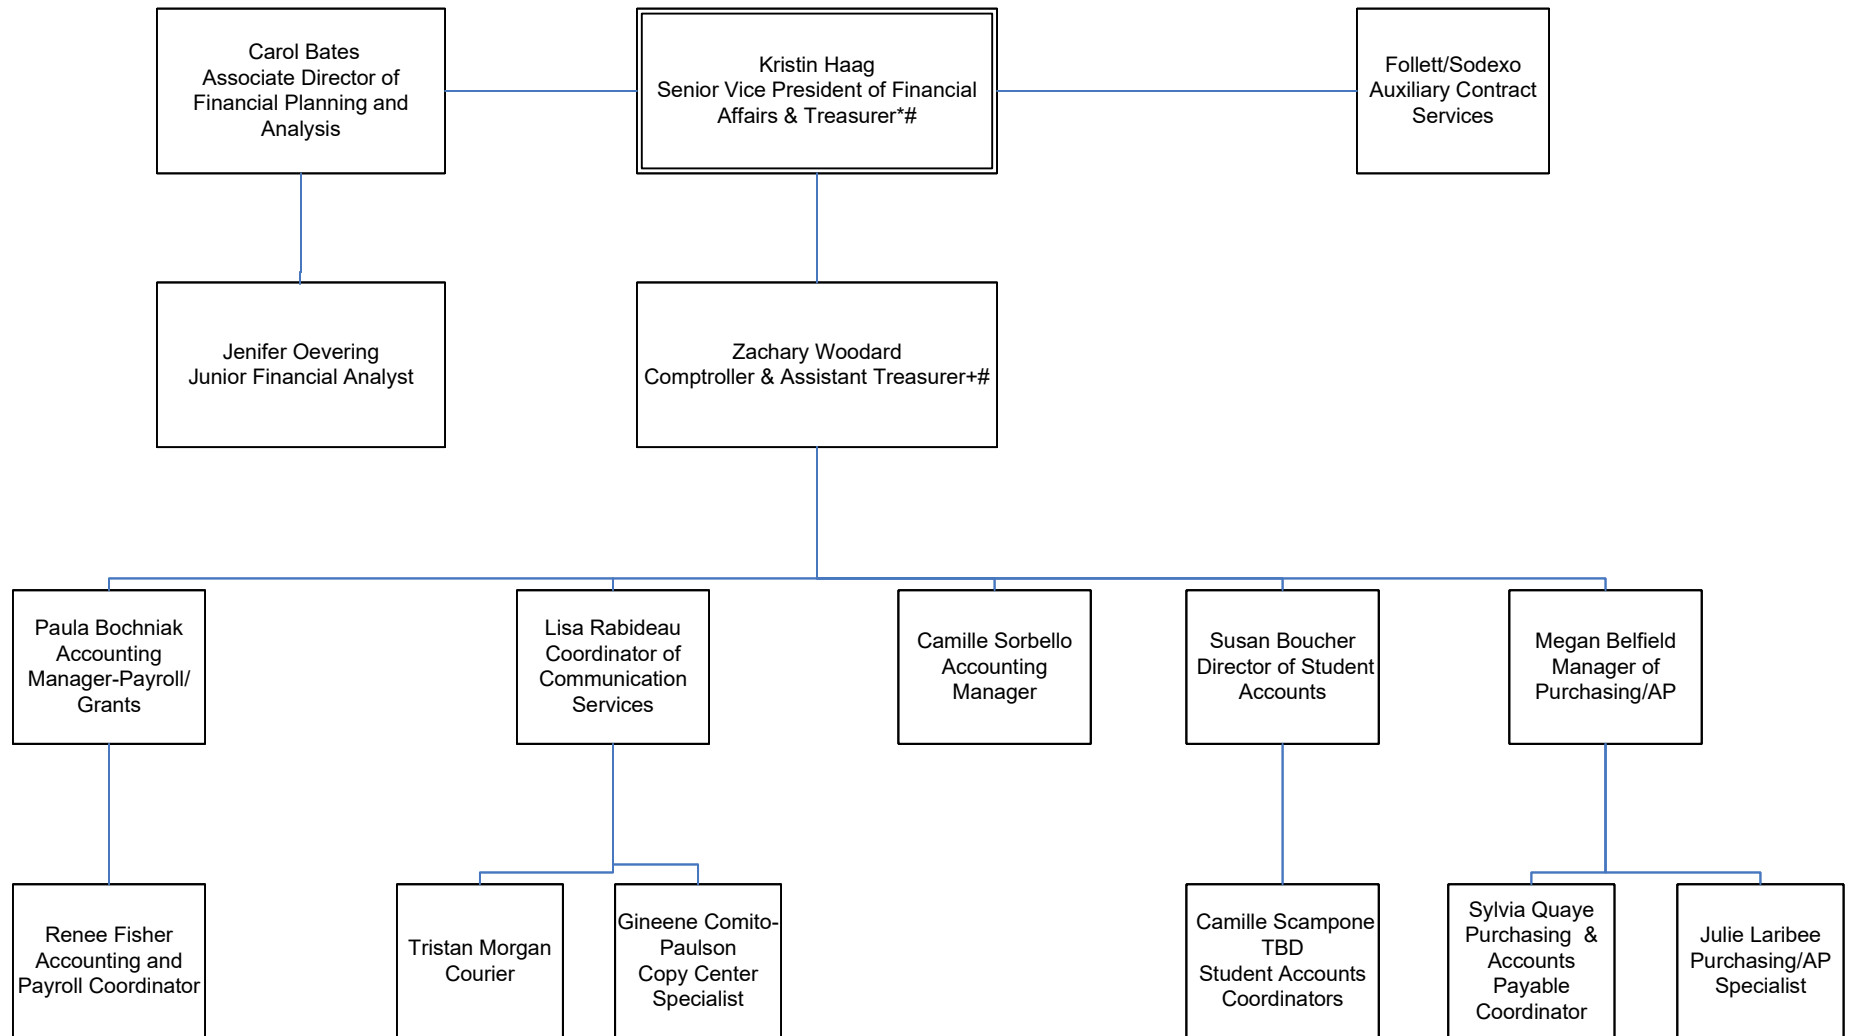 Carol Bates
Associate Director of
Financial Planning and
Analysis
Kristin Haag
Senior Vice President of Financial
Affairs & Treasurer*#
Follett/Sodexo
Auxiliary Contract
Services
Jenifer Oevering
Junior Financial Analyst
Zachary Woodard
Comptroller & Assistant Treasurer+#
Paula Bochniak
Accounting
Manager-Payroll/
Grants
Lisa Rabideau
Coordinator of
Communication
Services
Camille Sorbello
Accounting
Manager
Susan Boucher
Director of Student
Accounts
Megan Belfield
Manager of
Purchasing/AP
Renee Fisher
Accounting and
Payroll Coordinator
Tristan Morgan
Courier
Gineene Comito-
Paulson
Copy Center
Specialist
Camille Scampone
TBD
Student Accounts
Coordinators
Sylvia Quaye
Purchasing  &
Accounts
Payable
Coordinator
Julie Laribee
Purchasing/AP
Specialist